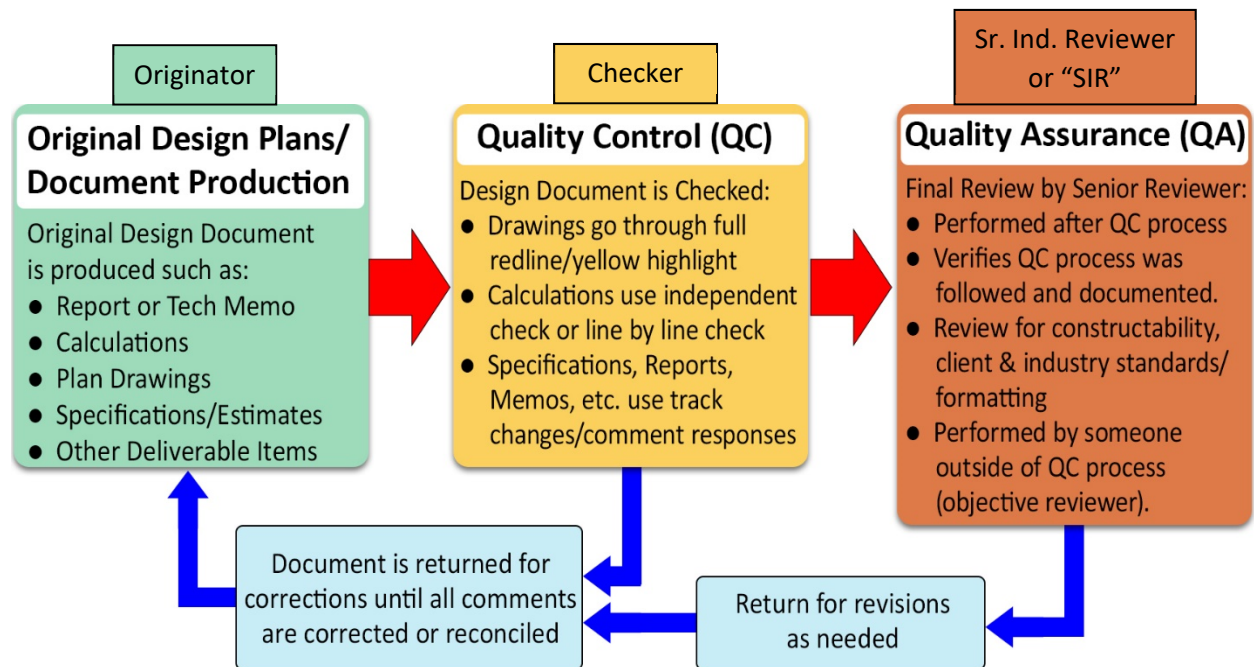 Originator
Original Design Plans/
Document Production
Original Design Document
is produced such as:
● Report or Tech Memo
● Calculations
● Plan Drawings
● Specifications/Estimates
● Other Deliverable Items
Checker
Quality Control (QC)
Design Document is Checked:
● Drawings go through full
redline/yellow highlight
● Calculations use independent
check or line by line check
● Specifications, Reports,
Memos, etc. use track
changes/comment responses
Sr. Ind. Reviewer
or “SIR”
Quality Assurance (QA)
Final Review by Senior Reviewer:
● Performed after QC process
● Verifies QC process was
followed and documented.
● Review for constructability,
client & industry standards/
formatting
● Performed by someone
outside of QC process
(objective reviewer).
Document is returned for
corrections until all comments
are corrected or reconciled
Return for revisions
as needed